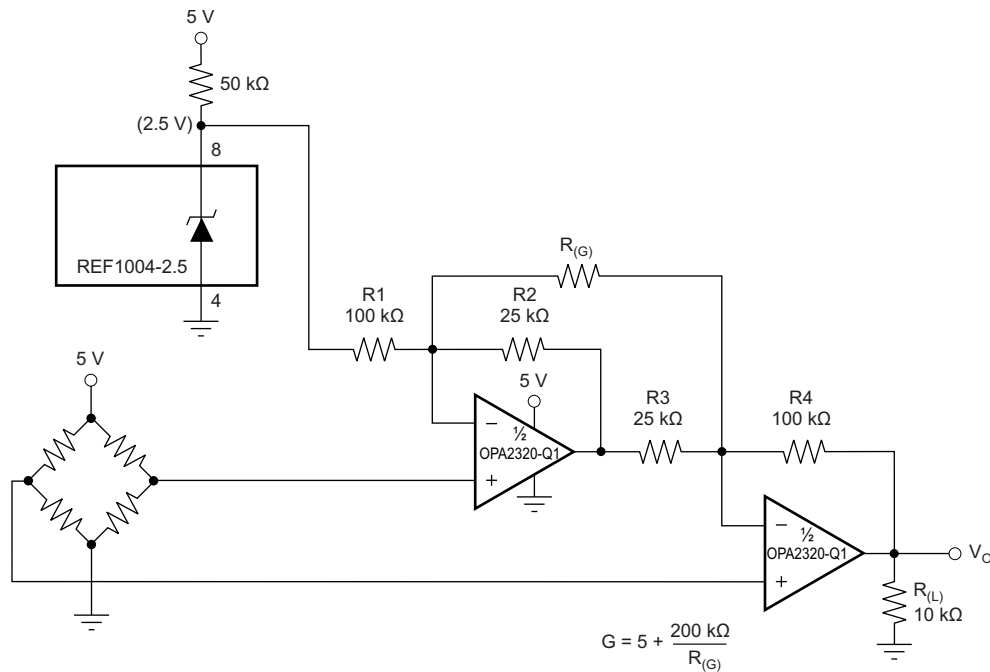 5 V
50 kΩ
(2.5 V)
8
REF1004-2.5
4
R(G)
R1
100 kΩ
R2
25 kΩ
5 V
5 V
R3
25 kΩ
R4
100 kΩ
−
½
OPA2320-Q1
+
−
½
OPA2320-Q1
+
VO
R(L)
10 kΩ
G = 5 + 200 kΩ / R(G)